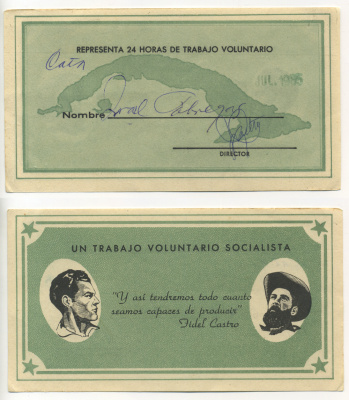 REPRESENTA 24 HORAS DE TRABAJO VOLUNTARIO
JUL. 1985
Nombre
DIRECTOR
UN TRABAJO VOLUNTARIO SOCIALISTA
"Y así tendremos todo cuanto
seamos capaces de producir"
Fidel Castro